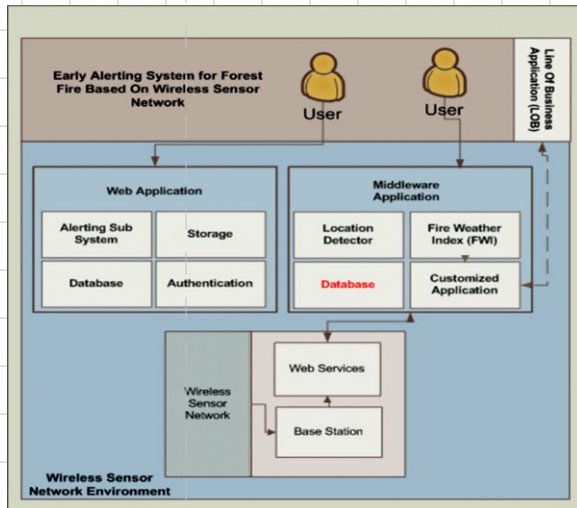 Early Alerting System for Forest
Fire Based On Wireless Sensor
Network
User
User
Line Of Business
Application (LOB)
Web Application
Alerting Sub
System
Storage
Database
Authentication
Middleware
Application
Location
Detector
Fire Weather
Index (FWI)
Database
Customized
Application
Wireless
Sensor
Network
Web Services
Base Station
Wireless Sensor
Network Environment